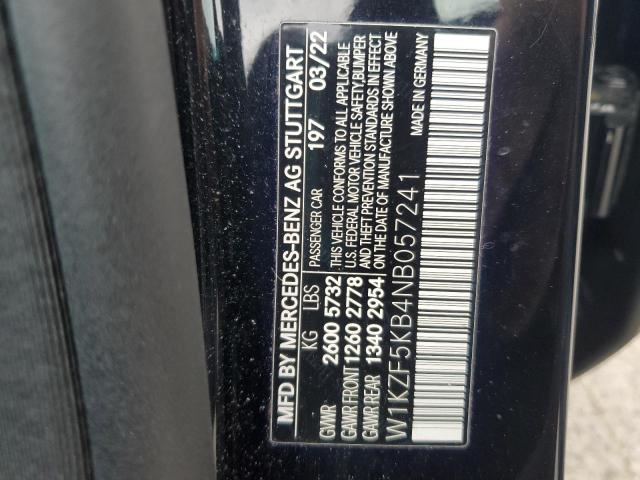 MFD BY MERCEDES-BENZ AG STUTTGART
KG LBS PASSENGER CAR 197 03/22
GVWR 2600 5732 THIS VEHICLE CONFORMS TO ALL APPLICABLE
GAWR FRONT 1260 2778 U.S. FEDERAL MOTOR VEHICLE SAFETY, BUMPER
GAWR REAR 1340 2954 AND THEFT PREVENTION STANDARDS IN EFFECT
ON THE DATE OF MANUFACTURE SHOWN ABOVE
W1KZF5KB4NB057241 MADE IN GERMANY